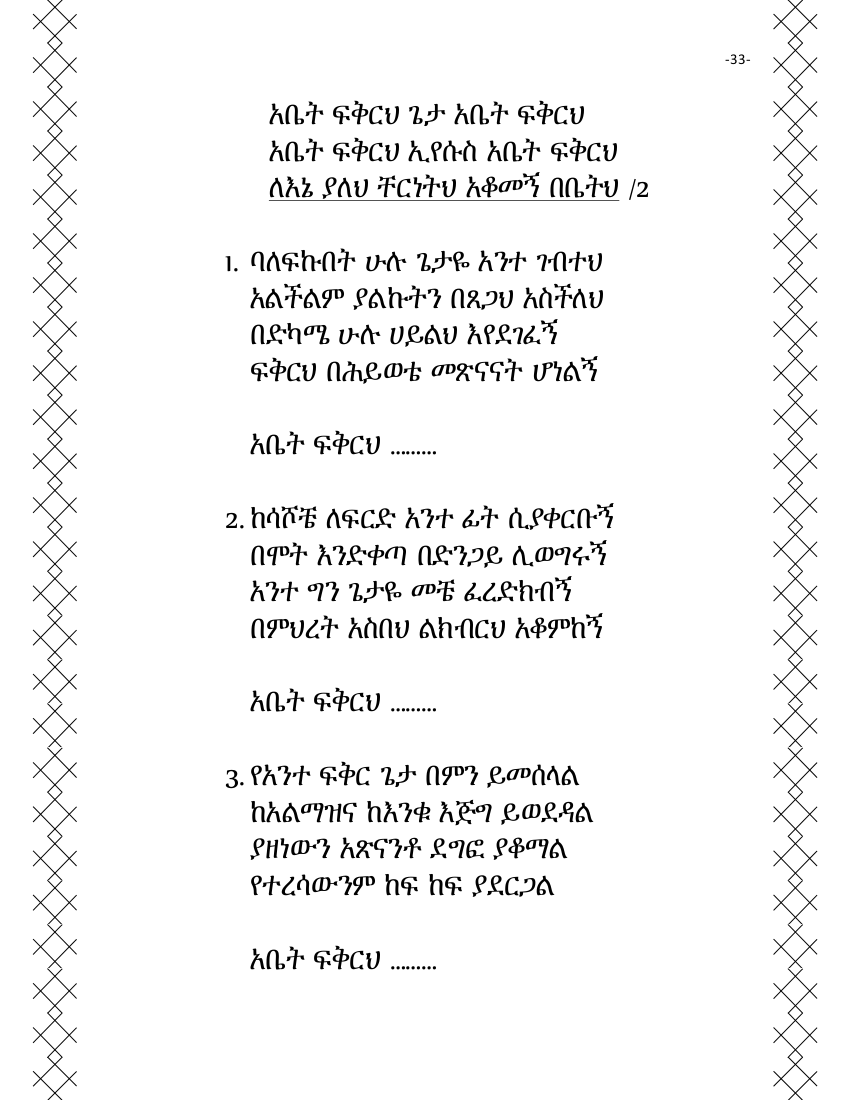 -33-
አቤት ፍቅርህ ጌታ አቤት ፍቅርህ
አቤት ፍቅርህ ኢየሱስ አቤት ፍቅርህ
ለእኔ ያለህ ቸርነትህ አቆመኝ በቤትህ /2
1. ባለፍኩበት ሁሉ ጌታዬ አንተ ገብተህ
አልችልም ያልኩትን በጸጋህ አስችለህ
በድካሜ ሁሉ ሀይልህ እየደገፈኝ
ፍቅርህ በሕይወቴ መጽናናት ሆነልኝ
አቤት ፍቅርህ .........
2. ከሳሾቼ ለፍርድ አንተ ፊት ሲያቀርቡኝ
በሞት እንድቀጣ በድንጋይ ሊወግሩኝ
አንተ ግን ጌታዬ መቼ ፈረድክብኝ
በምህረት አስበህ ልክብርህ አቆምከኝ
አቤት ፍቅርህ .........
3. የአንተ ፍቅር ጌታ በምን ይመሰላል
ከአልማዝና ከእንቁ እጅግ ይወደዳል
ያዘነውን አጽናንቶ ደግፎ ያቆማል
የተረሳውንም ከፍ ከፍ ያደርጋል
አቤት ፍቅርህ .........